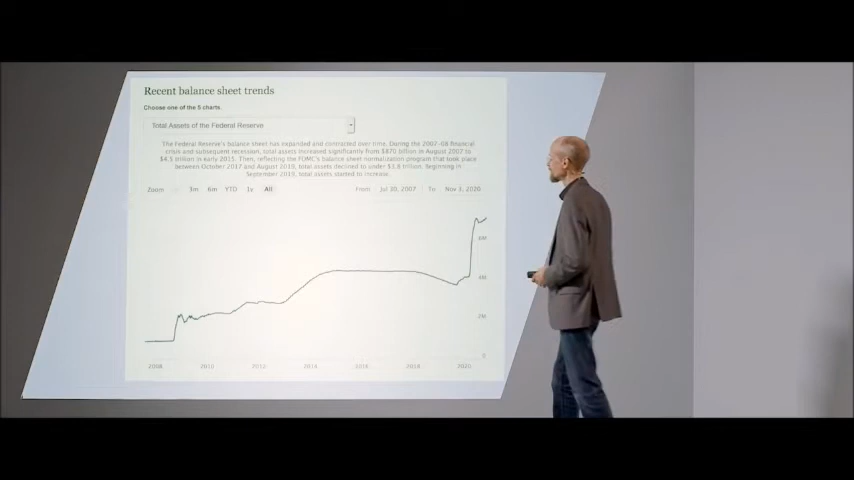 Recent balance sheet trends
Choose one of the 5 charts.
Total Assets of the Federal Reserve
The Federal Reserve's balance sheet has expanded and contracted over time. During the 2007-08 financial
crisis and subsequent recession, total assets increased significantly from $870 billion in August 2007 to
$4.5 trillion in early 2015. Then, reflecting the FOMC's balance sheet normalization program that took place
between October 2017 and August 2019, total assets declined to under $3.8 trillion. Beginning in
September 2019, total assets started to increase.
Zoom 1m 6m YTD 1y All From Jul 30, 2007 To Nov 3, 2020
6M
4M
2M
0
2008 2010 2012 2014 2016 2018 2020